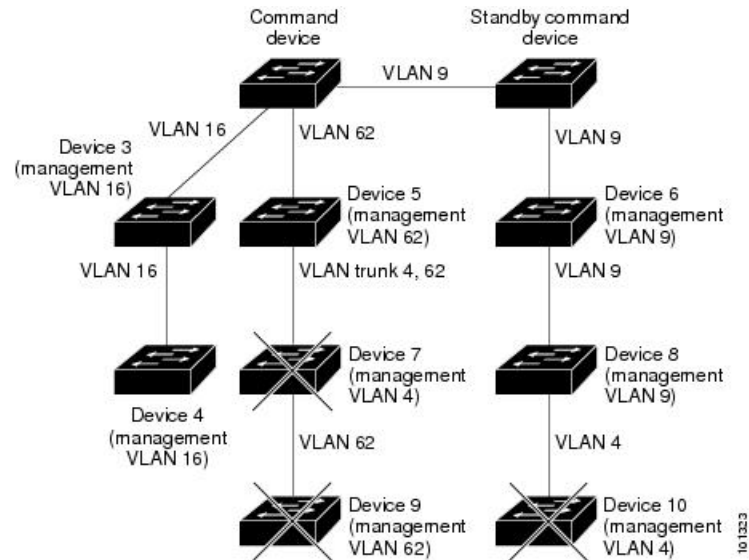 Command
device
Standby command
device
VLAN 9
VLAN 16
VLAN 62
VLAN 9
Device 3
(management
VLAN 16)
Device 5
(management
VLAN 62)
Device 6
(management
VLAN 9)
VLAN 16
VLAN trunk 4, 62
VLAN 9
Device 4
(management
VLAN 16)
Device 7
(management
VLAN 4)
Device 8
(management
VLAN 9)
VLAN 62
VLAN 4
Device 9
(management
VLAN 62)
Device 10
(management
VLAN 4)
101323